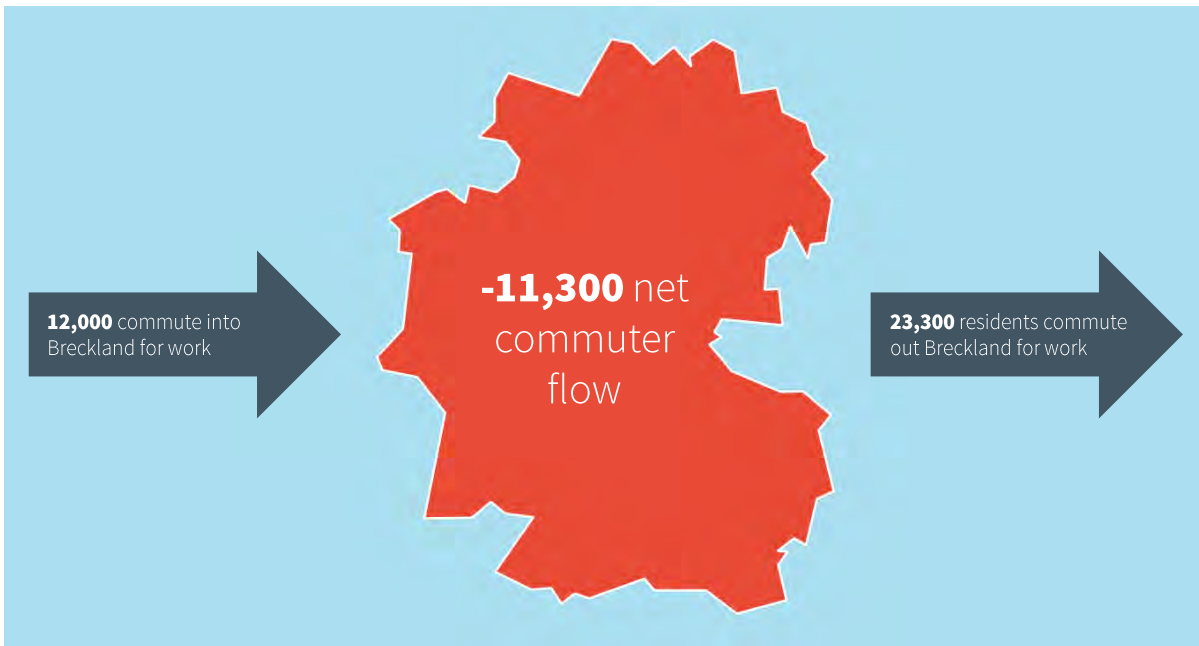 12,000 commute into
Breckland for work
-11,300 net
commuter
flow
23,300 residents commute
out Breckland for work